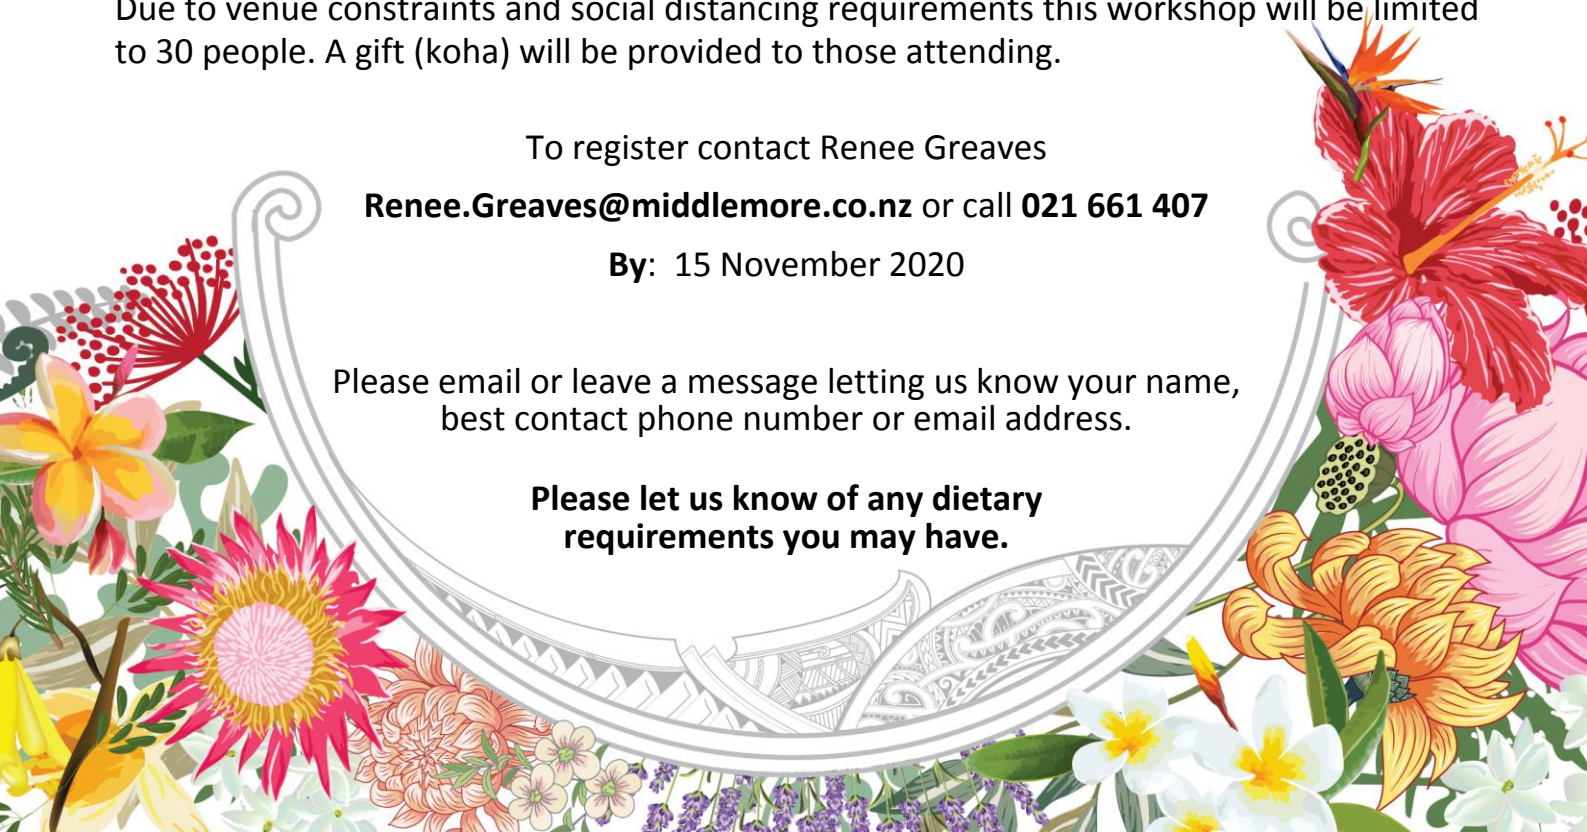 Due to venue constraints and social distancing requirements this workshop will be limited
to 30 people. A gift (koha) will be provided to those attending.
To register contact Renee Greaves
Renee.Greaves@middlemore.co.nz or call 021 661 407
By:  15 November 2020
Please email or leave a message letting us know your name,
best contact phone number or email address.
Please let us know of any dietary
requirements you may have.